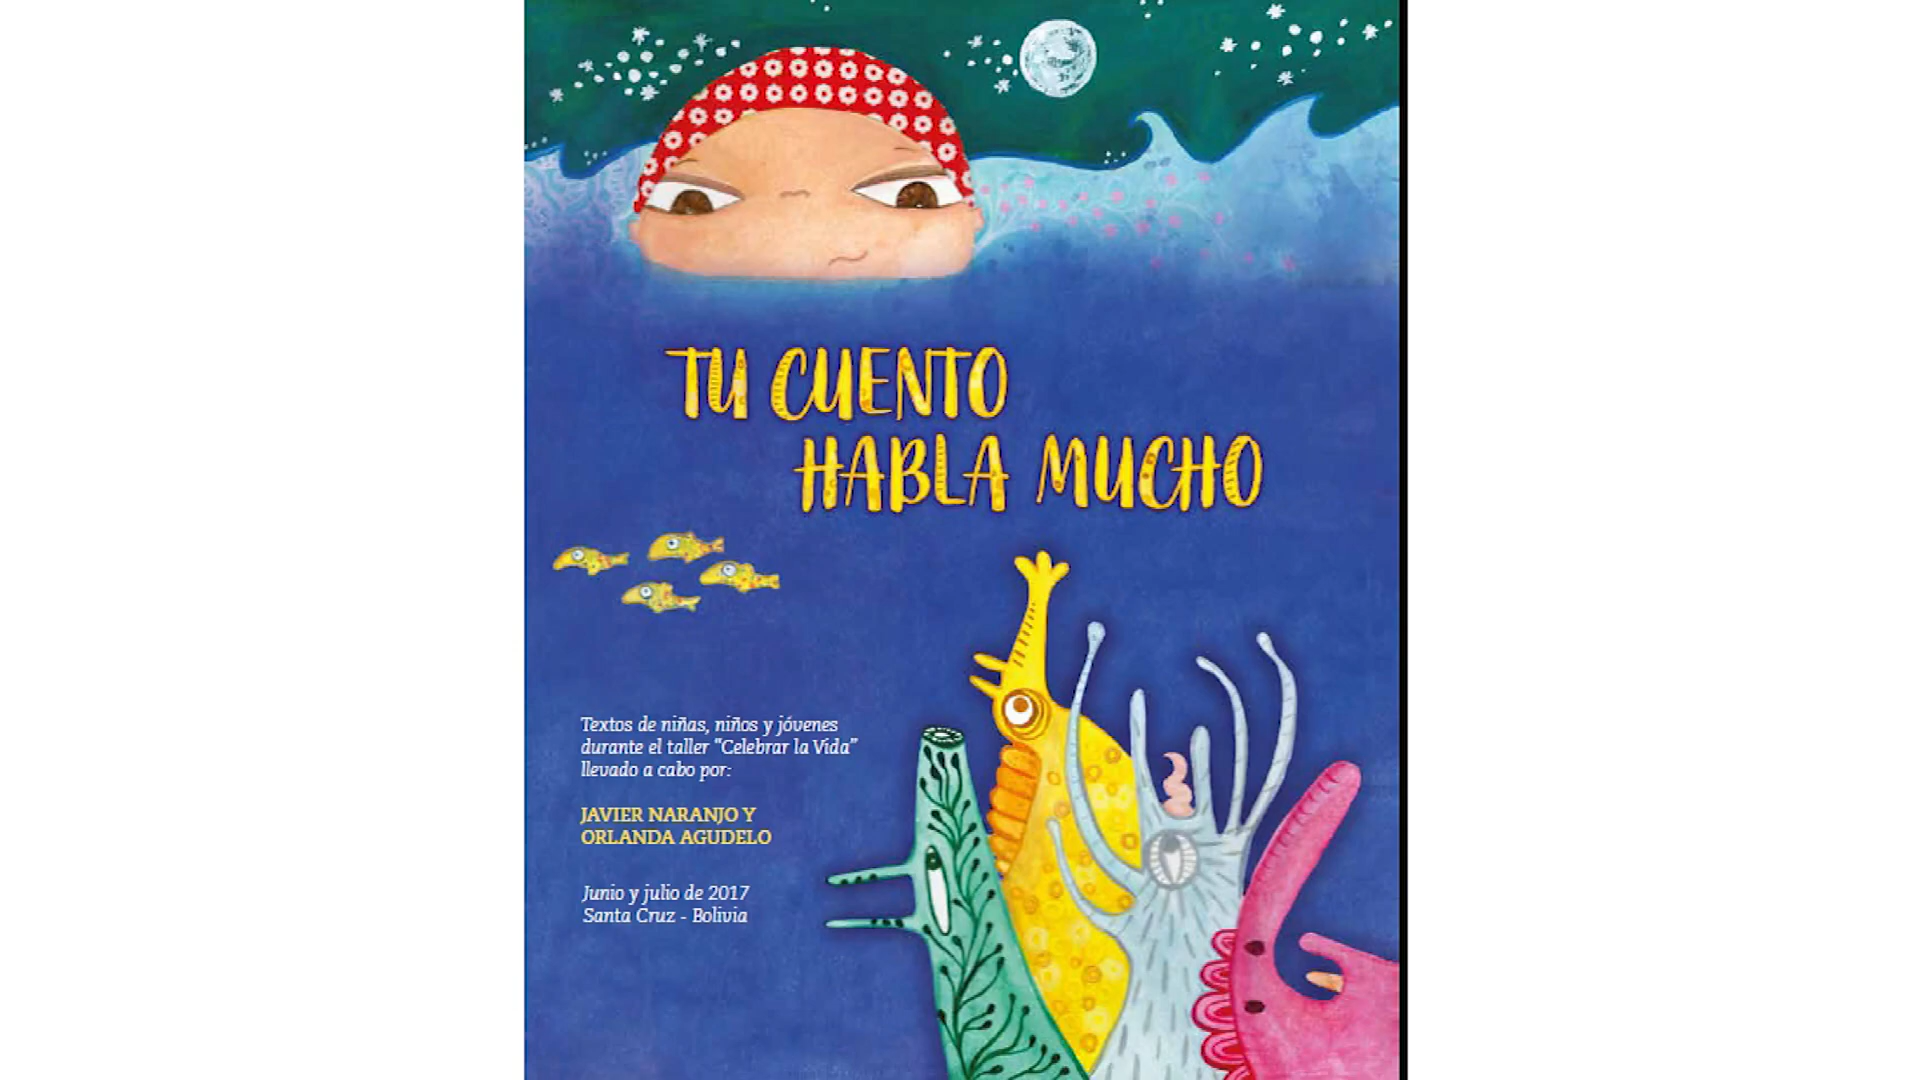 TU CUENTO
HABLA MUCHO
Textos de niñas, niños y jóvenes
durante el taller “Celebrar la Vida”
llevado a cabo por:
JAVIER NARANJO Y
ORLANDA AGUDELO
Junio y julio de 2017
Santa Cruz - Bolivia